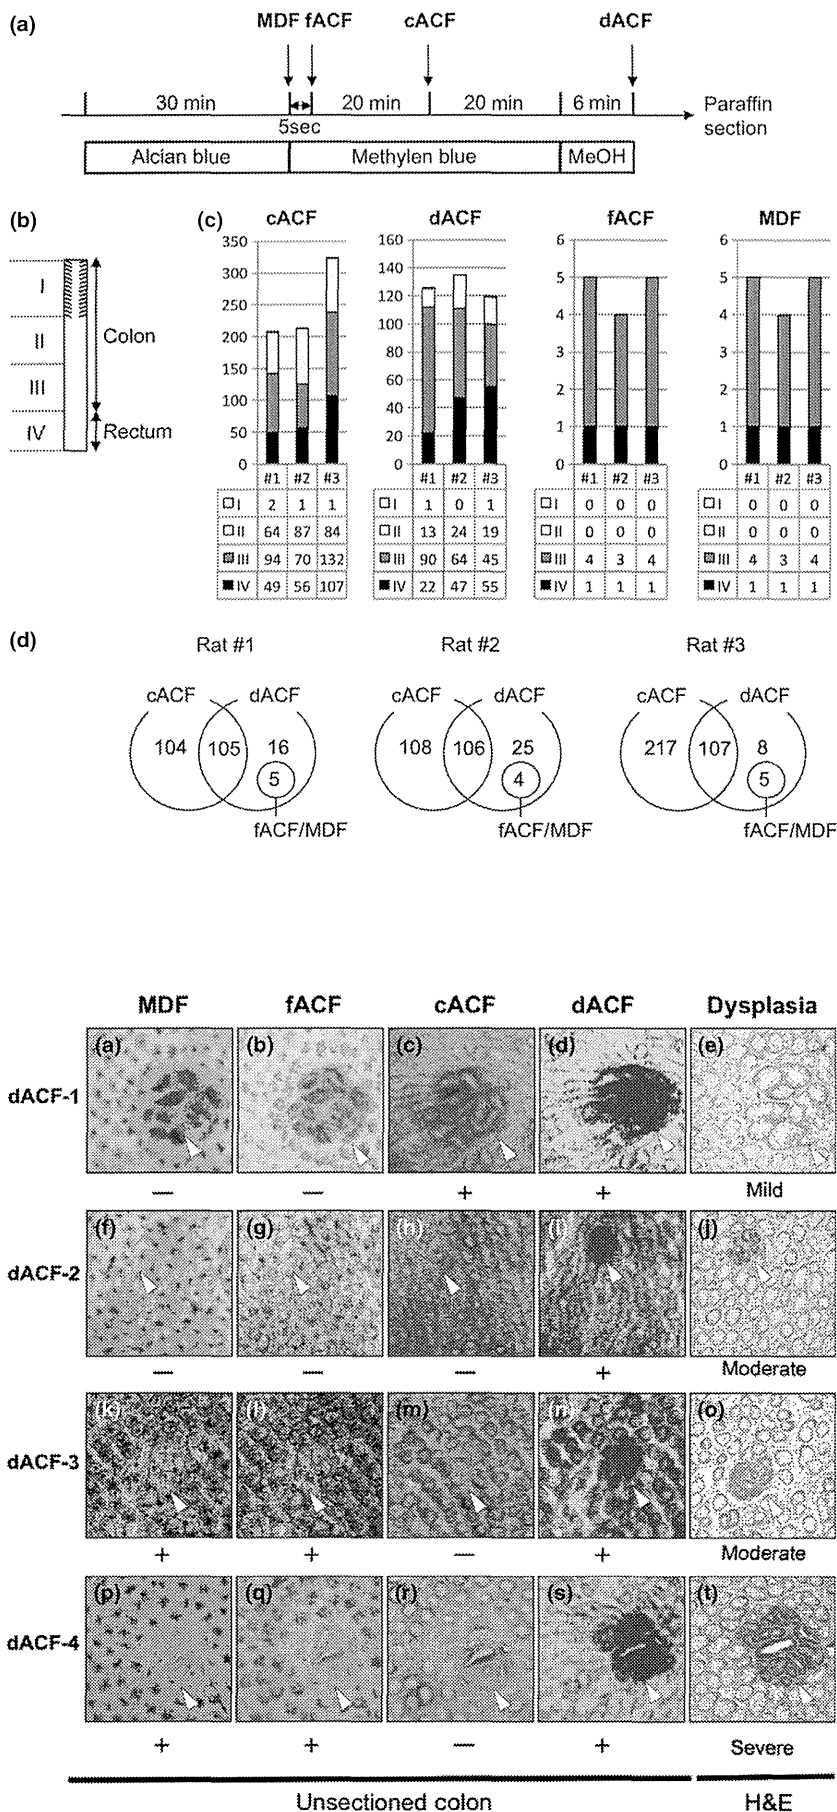 (a)
MDF fACF cACF dACF
30 min 20 min 20 min 6 min Paraffin section
5sec
Alcian blue Methylen blue MeOH
(b)
I
II
III
IV
Colon
Rectum
(c)
cACF
350
300
250
200
150
100
50
0
#1 #2 #3
I 2 1 1
II 64 87 84
III 94 70 132
IV 49 56 107
dACF
160
140
120
100
80
60
40
20
0
#1 #2 #3
I 1 0 1
II 13 24 19
III 90 64 45
IV 22 47 55
fACF
6
5
4
3
2
1
0
#1 #2 #3
I 0 0 0
II 0 0 0
III 4 3 4
IV 1 1 1
MDF
6
5
4
3
2
1
0
#1 #2 #3
I 0 0 0
II 0 0 0
III 4 3 4
IV 1 1 1
(d)
Rat #1
cACF dACF
104 105 16
5
fACF/MDF
Rat #2
cACF dACF
108 106 25
4
fACF/MDF
Rat #3
cACF dACF
217 107 8
5
fACF/MDF
MDF fACF cACF dACF Dysplasia
dACF-1
(a) (b) (c) (d) (e)
— — + + Mild
dACF-2
(f) (g) (h) (i) (j)
— — — + Moderate
dACF-3
(k) (l) (m) (n) (o)
+ + — + Moderate
dACF-4
(p) (q) (r) (s) (t)
+ + — + Severe
Unsectioned colon H&E